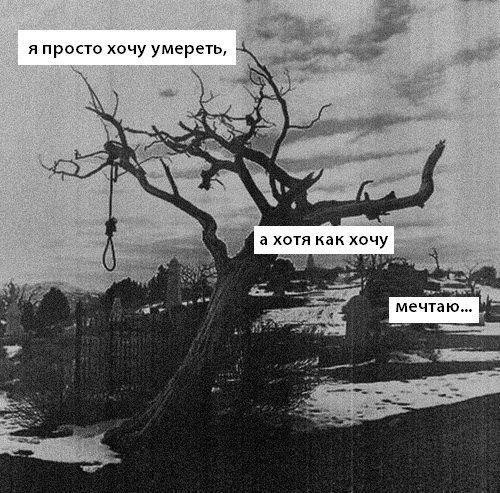 я просто хочу умереть,
а хотя как хочу
мечтаю...